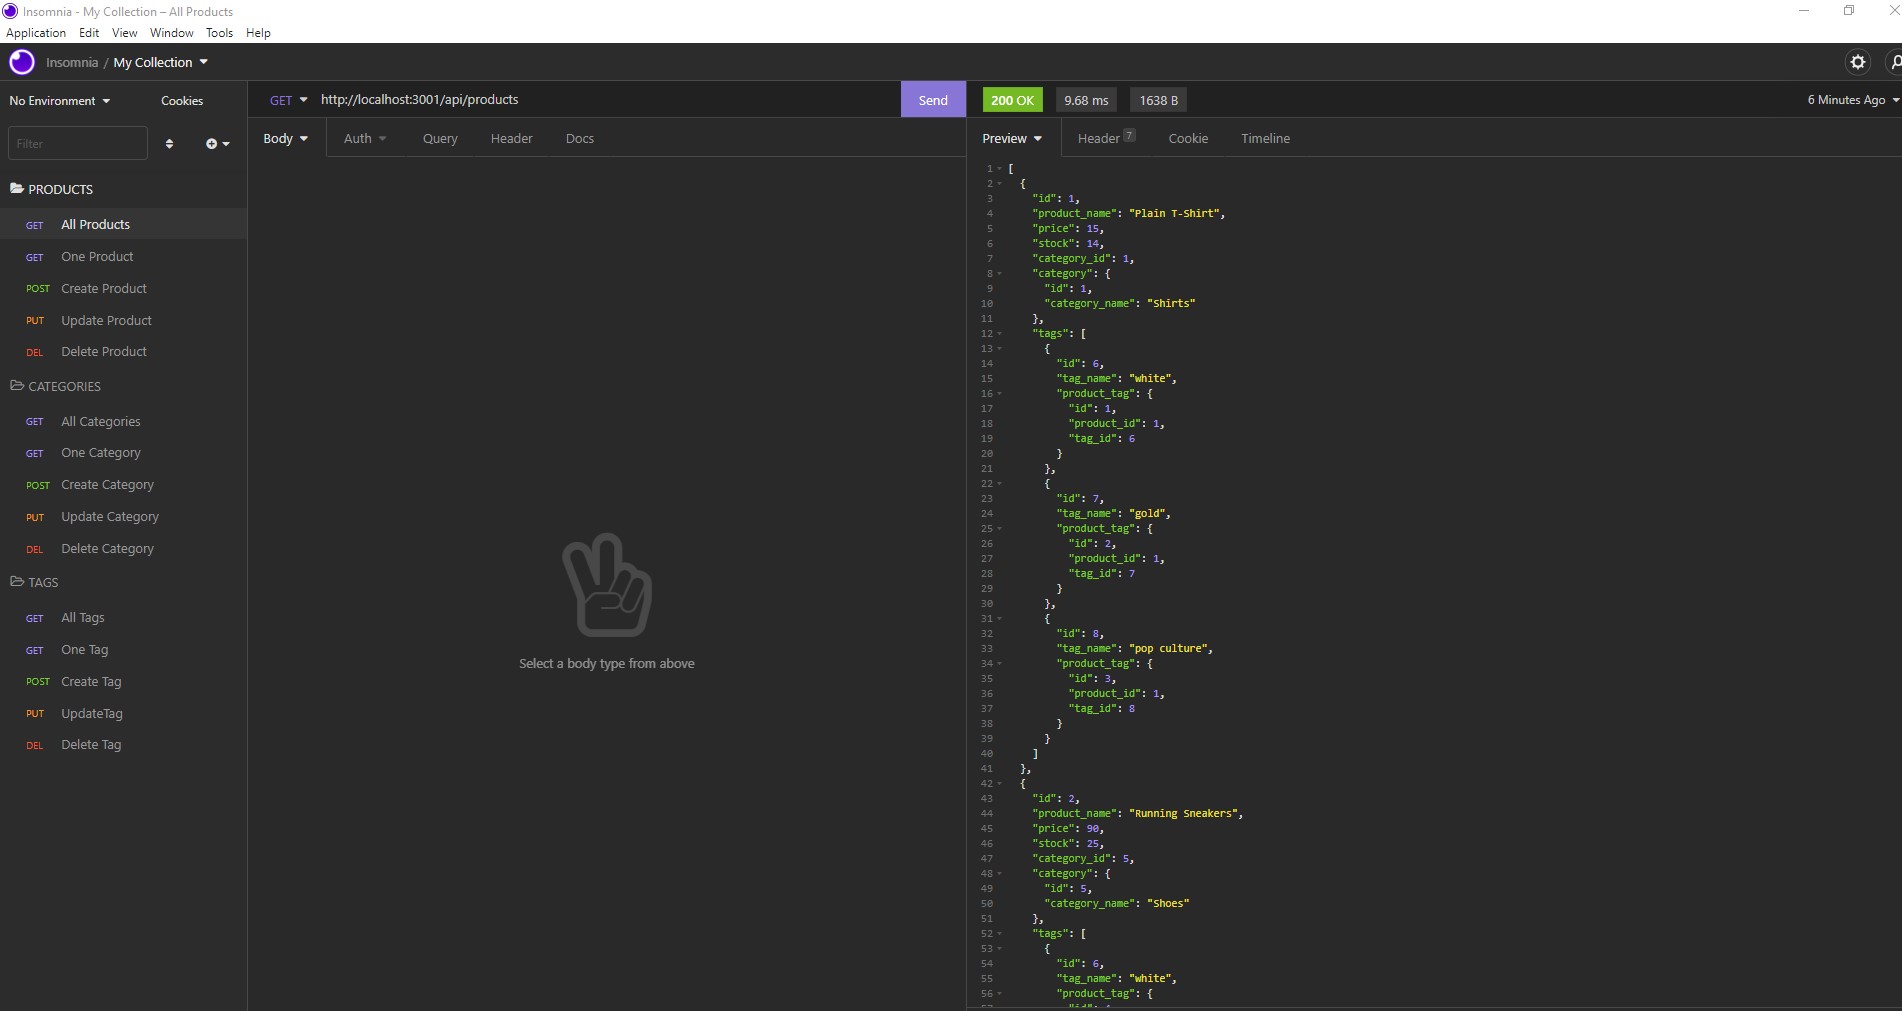 Insomnia - My Collection – All Products
Application Edit View Window Tools Help
Insomnia / My Collection
No Environment Cookies
Filter
PRODUCTS
GET All Products
GET One Product
POST Create Product
PUT Update Product
DEL Delete Product
CATEGORIES
GET All Categories
GET One Category
POST Create Category
PUT Update Category
DEL Delete Category
TAGS
GET All Tags
GET One Tag
POST Create Tag
PUT UpdateTag
DEL Delete Tag
GET http://localhost:3001/api/products Send
Body Auth Query Header Docs
Select a body type from above
200 OK 9.68 ms 1638 B 6 Minutes Ago
Preview Header 7 Cookie Timeline
1 [
2 {
3 "id": 1,
4 "product_name": "Plain T-Shirt",
5 "price": 15,
6 "stock": 14,
7 "category_id": 1,
8 "category": {
9 "id": 1,
10 "category_name": "Shirts"
11 },
12 "tags": [
13 {
14 "id": 6,
15 "tag_name": "white",
16 "product_tag": {
17 "id": 1,
18 "product_id": 1,
19 "tag_id": 6
20 }
21 },
22 {
23 "id": 7,
24 "tag_name": "gold",
25 "product_tag": {
26 "id": 2,
27 "product_id": 1,
28 "tag_id": 7
29 }
30 },
31 {
32 "id": 8,
33 "tag_name": "pop culture",
34 "product_tag": {
35 "id": 3,
36 "product_id": 1,
37 "tag_id": 8
38 }
39 }
40 ]
41 },
42 {
43 "id": 2,
44 "product_name": "Running Sneakers",
45 "price": 90,
46 "stock": 25,
47 "category_id": 5,
48 "category": {
49 "id": 5,
50 "category_name": "Shoes"
51 },
52 "tags": [
53 {
54 "id": 6,
55 "tag_name": "white",
56 "product_tag": {